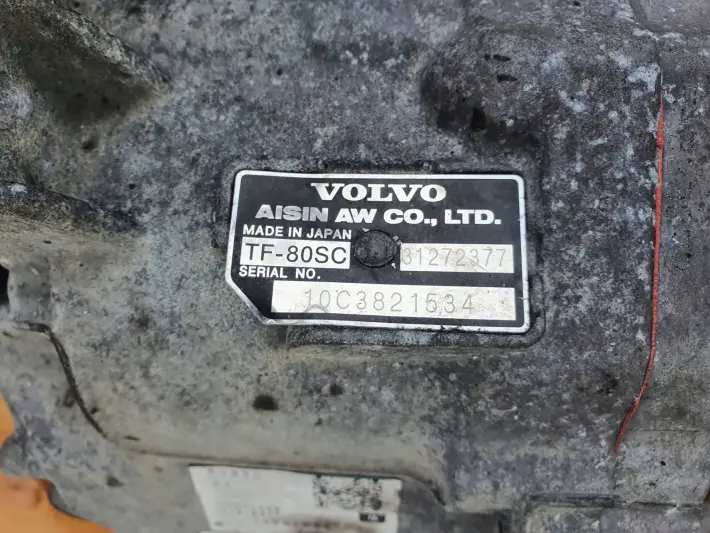 VOLVO
AISIN AW CO., LTD.
MADE IN JAPAN
TF-80SC 31272377
SERIAL NO.
10C3821534